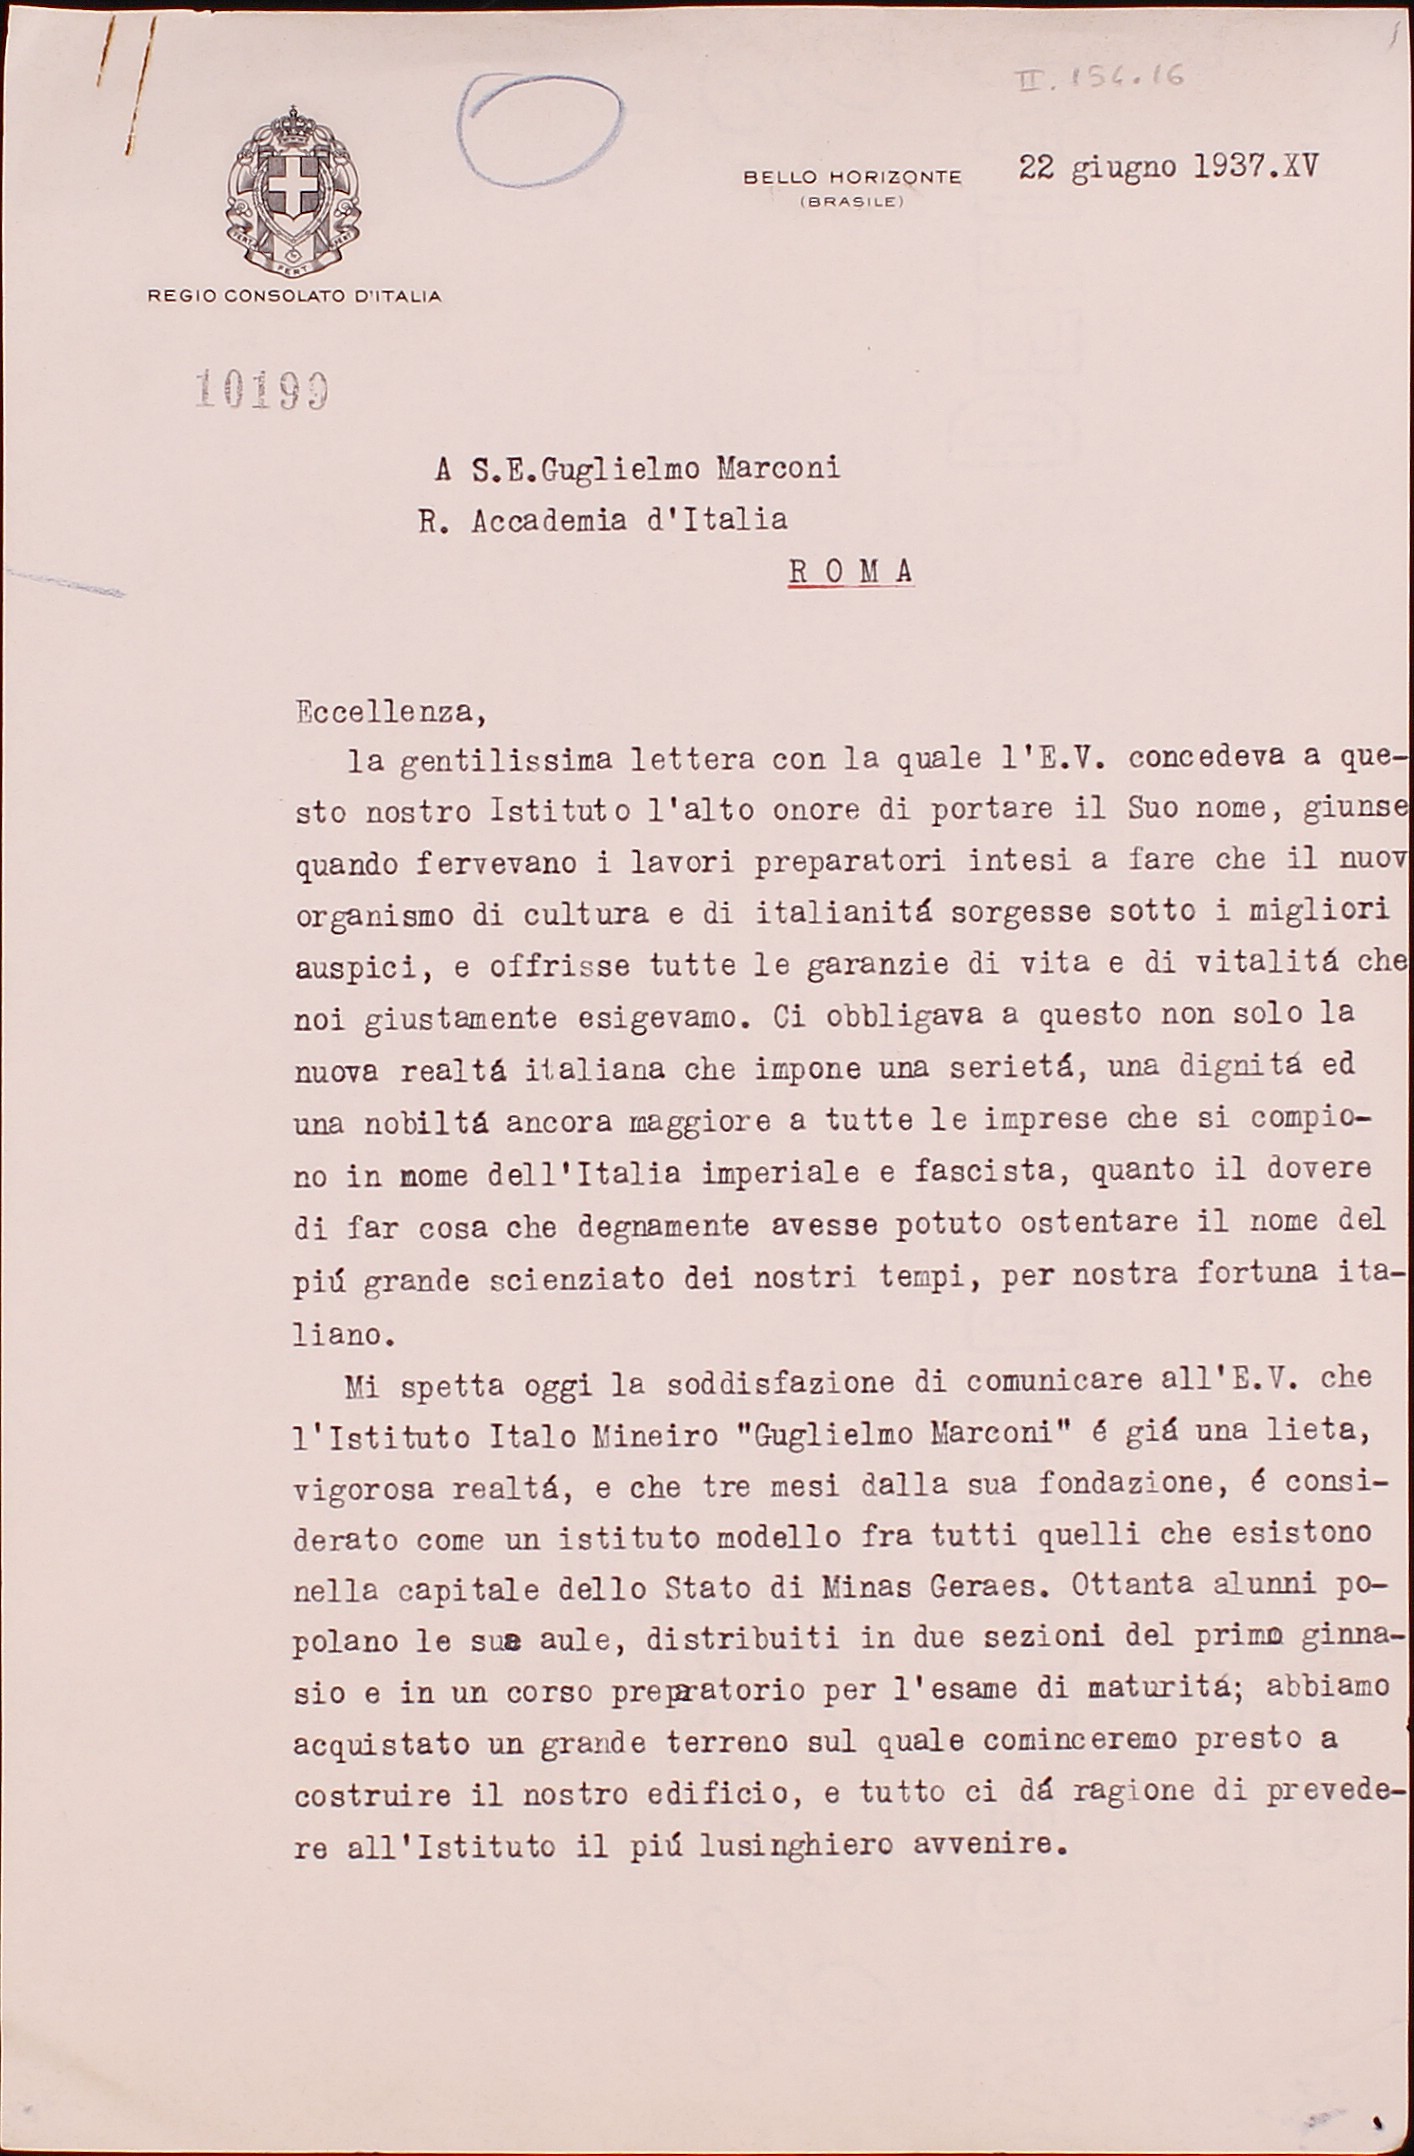 II. 154.16
BELLO HORIZONTE
(BRASILE)
22 giugno 1937.XV
FERT FERT FERT
REGIO CONSOLATO D'ITALIA
10199
A S.E.Guglielmo Marconi
R. Accademia d'Italia
R O M A
Eccellenza,
la gentilissima lettera con la quale l'E.V. concedeva a que-
sto nostro Istituto l'alto onore di portare il Suo nome, giunse
quando fervevano i lavori preparatori intesi a fare che il nuov
organismo di cultura e di italianitá sorgesse sotto i migliori
auspici, e offrisse tutte le garanzie di vita e di vitalitá che
noi giustamente esigevamo. Ci obbligava a questo non solo la
nuova realtá italiana che impone una serietá, una dignitá ed
una nobiltá ancora maggiore a tutte le imprese che si compio-
no in nome dell'Italia imperiale e fascista, quanto il dovere
di far cosa che degnamente avesse potuto ostentare il nome del
piú grande scienziato dei nostri tempi, per nostra fortuna ita-
liano.
Mi spetta oggi la soddisfazione di comunicare all'E.V. che
l'Istituto Italo Mineiro "Guglielmo Marconi" é giá una lieta,
vigorosa realtá, e che tre mesi dalla sua fondazione, é consi-
derato come un istituto modello fra tutti quelli che esistono
nella capitale dello Stato di Minas Geraes. Ottanta alunni po-
polano le sue aule, distribuiti in due sezioni del primo ginna-
sio e in un corso preparatorio per l'esame di maturitá; abbiamo
acquistato un grande terreno sul quale cominceremo presto a
costruire il nostro edificio, e tutto ci dá ragione di prevede-
re all'Istituto il piú lusinghiero avvenire.